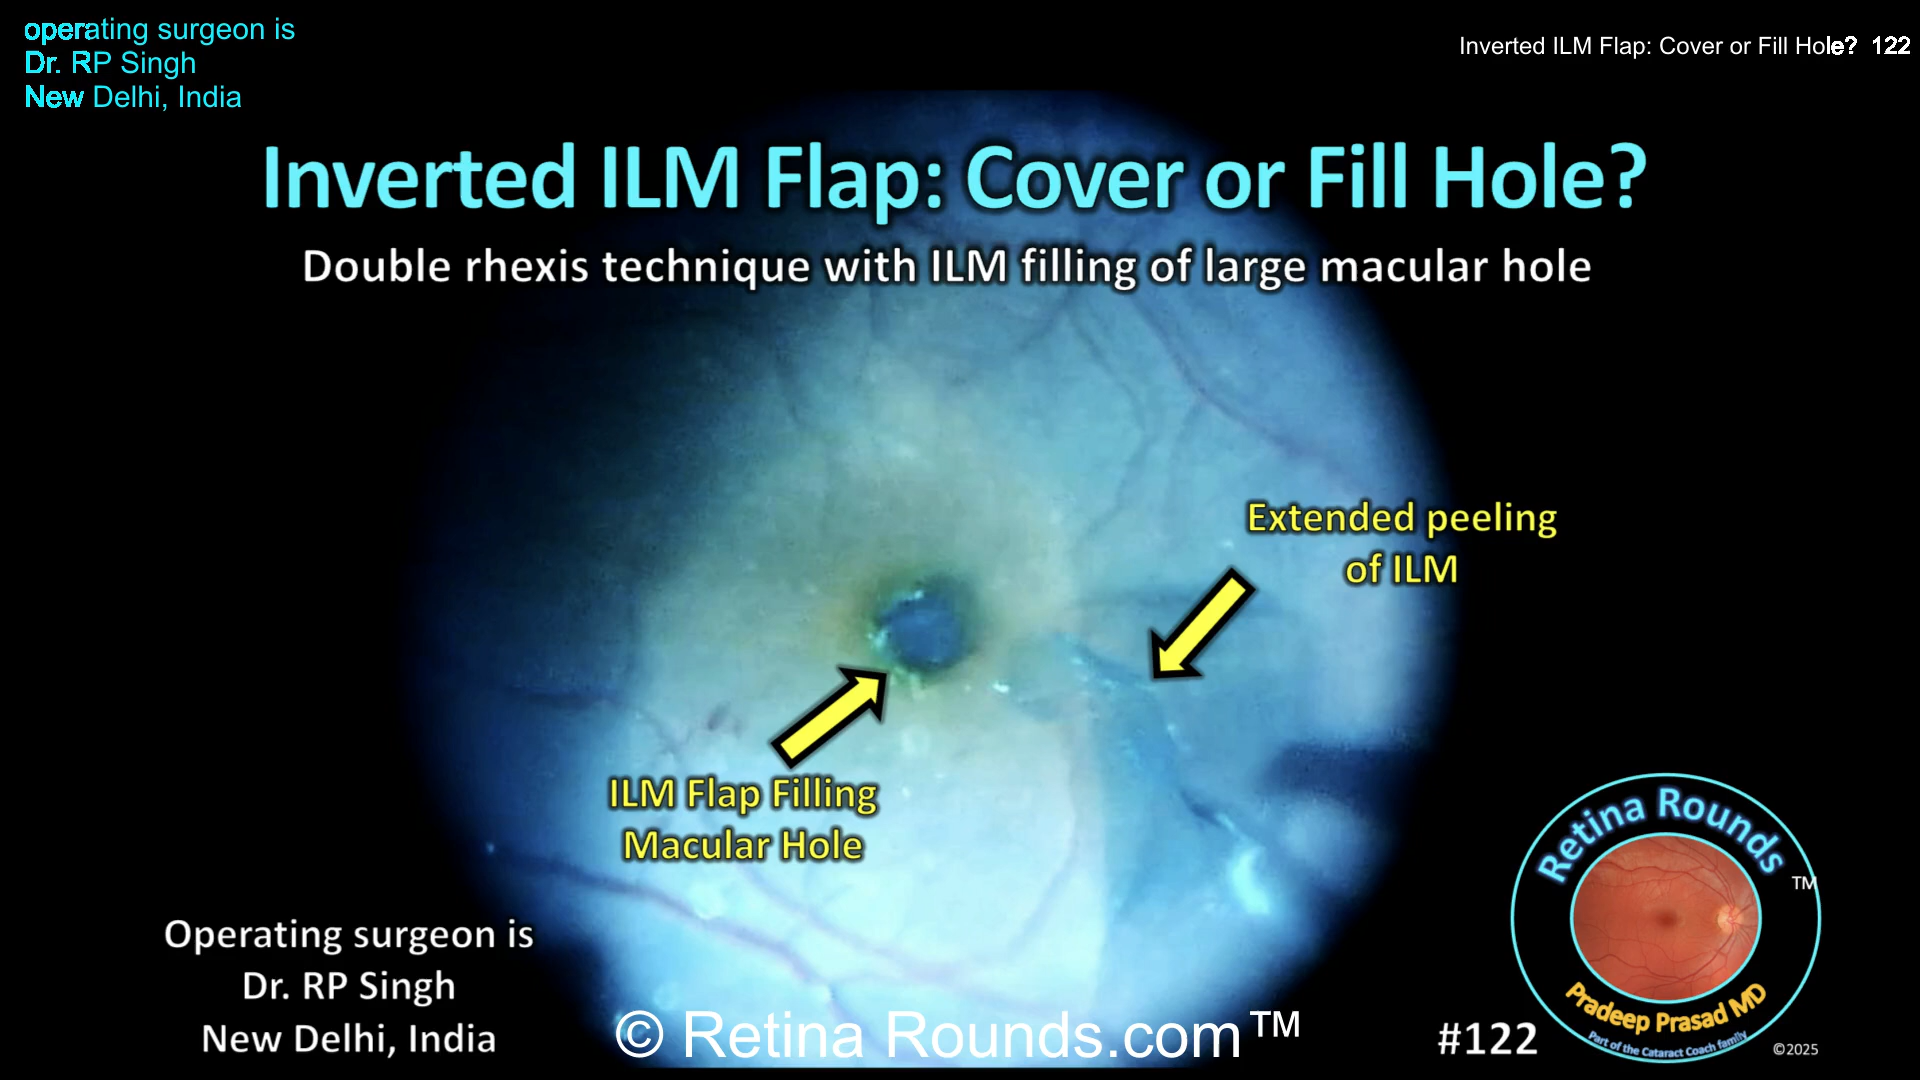 operating surgeon is
Dr. RP Singh
New Delhi, India
Inverted ILM Flap: Cover or Fill Hole? 122
Inverted ILM Flap: Cover or Fill Hole?
Double rhexis technique with ILM filling of large macular hole
Extended peeling
of ILM
ILM Flap Filling
Macular Hole
Operating surgeon is
Dr. RP Singh
New Delhi, India
© Retina Rounds.com™
#122
Retina Rounds
TM
Pradeep Prasad MD
Part of the Cataract Coach family
©2025